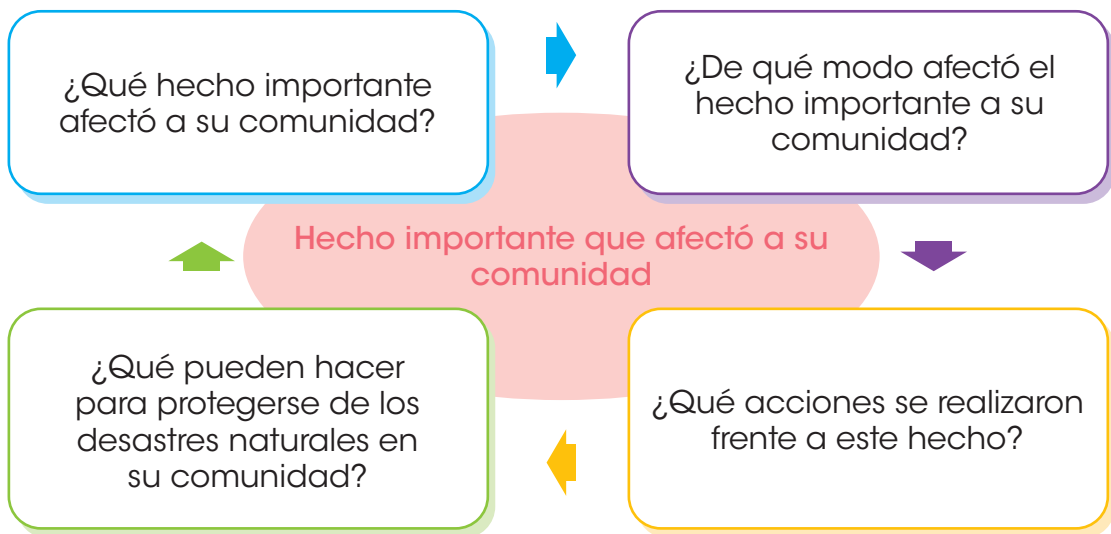 ¿Qué hecho importante
afectó a su comunidad?
¿De qué modo afectó el
hecho importante a su
comunidad?
Hecho importante que afectó a su
comunidad
¿Qué pueden hacer
para protegerse de los
desastres naturales en
su comunidad?
¿Qué acciones se realizaron
frente a este hecho?